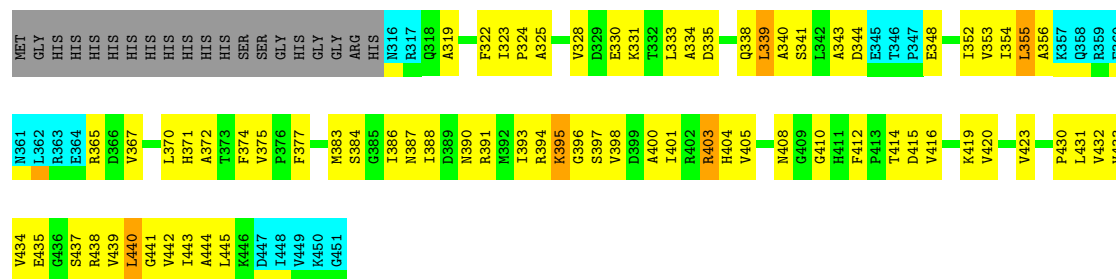 MET GLY HIS HIS HIS HIS HIS HIS HIS HIS HIS HIS SER SER GLY HIS GLY GLY ARG HIS N316 R317 Q318 A319 F322 I323 P324 A325 V328 D329 E330 K331 T332 L333 A334 D335 Q338 L339 A340 S341 L342 A343 D344 E345 T346 P347 E348 I352 V353 I354 L355 A356 K357 Q358 R359
N361 L362 R363 E364 R365 D366 V367 L370 H371 A372 T373 F374 V375 P376 F377 M383 S384 G385 I386 N387 I388 D389 N390 R391 M392 I393 R394 K395 G396 S397 V398 D399 A400 I401 R402 R403 H404 V405 N408 G409 G410 H411 F412 P413 T414 D415 V416 K419 V420 V423 P430 L431 V432
V434 E435 G436 S437 R438 V439 L440 G441 V442 I443 A444 L445 K446 D447 I448 V449 K450 G451